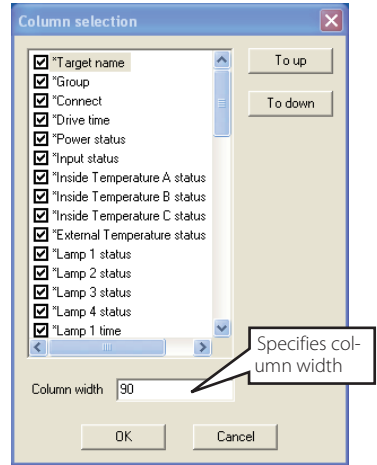 Column selection
*Target name
*Group
*Connect
*Drive time
*Power status
*Input status
*Inside Temperature A status
*Inside Temperature B status
*Inside Temperature C status
*External Temperature status
*Lamp 1 status
*Lamp 2 status
*Lamp 3 status
*Lamp 4 status
*Lamp 1 time
To up
To down
Specifies col-
umn width
Column width 90
OK Cancel